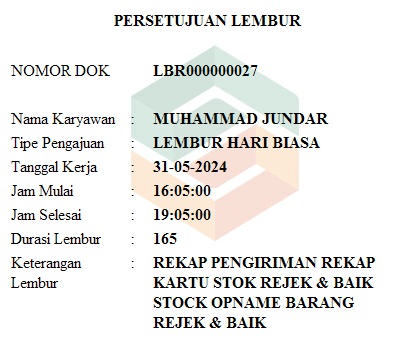 PERSETUJUAN LEMBUR
NOMOR DOK LBR000000027
Nama Karyawan : MUHAMMAD JUNDAR
Tipe Pengajuan : LEMBUR HARI BIASA
Tanggal Kerja : 31-05-2024
Jam Mulai : 16:05:00
Jam Selesai : 19:05:00
Durasi Lembur : 165
Keterangan : REKAP PENGIRIMAN REKAP
Lembur KARTU STOK REJEK & BAIK
STOCK OPNAME BARANG
REJEK & BAIK